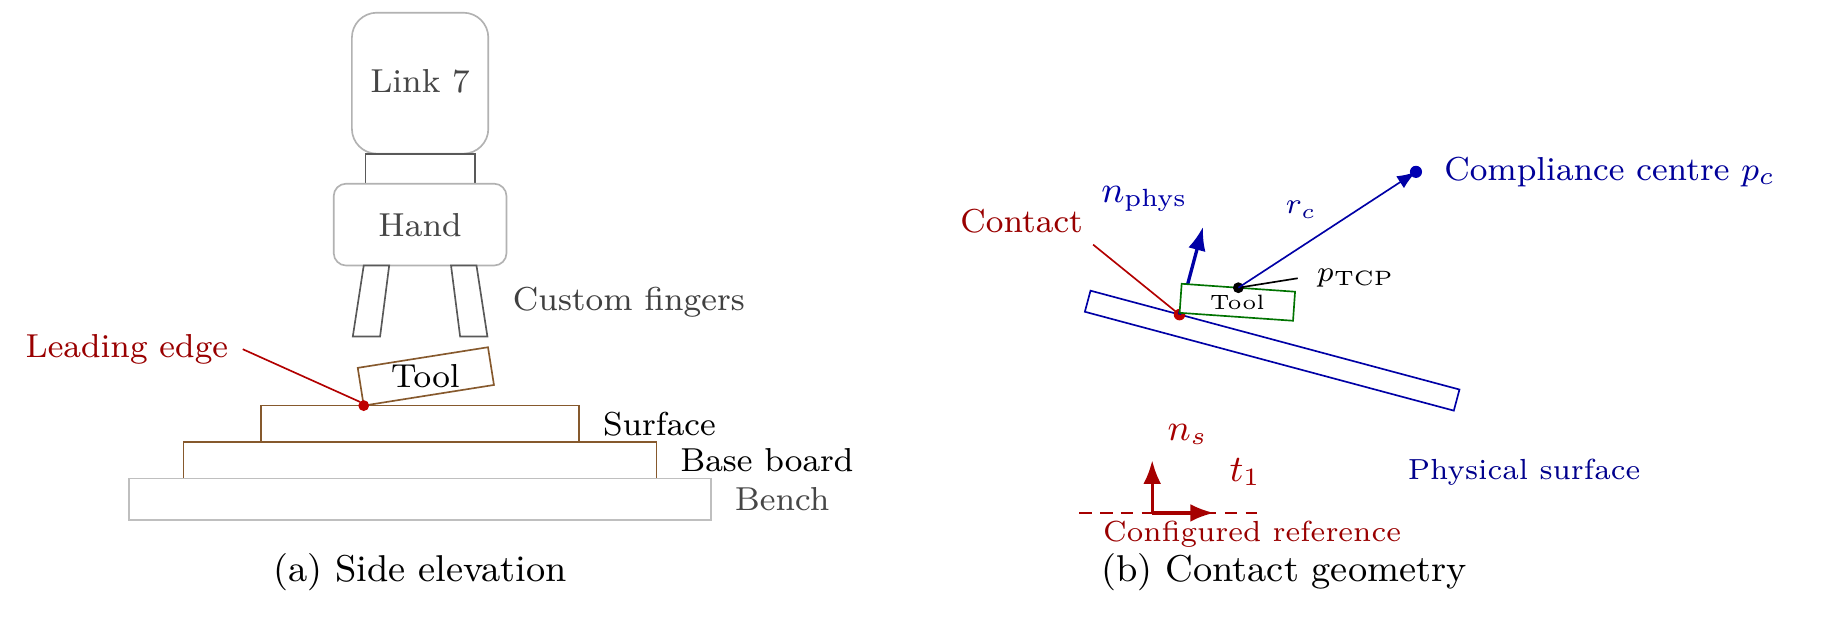 Link 7
Hand
Custom fingers
Leading edge
Tool
Surface
Base board
Bench
(a) Side elevation
Compliance centre p_c
n_phys
r_c
Contact
p_TCP
Tool
n_s
t_1
Physical surface
Configured reference
(b) Contact geometry